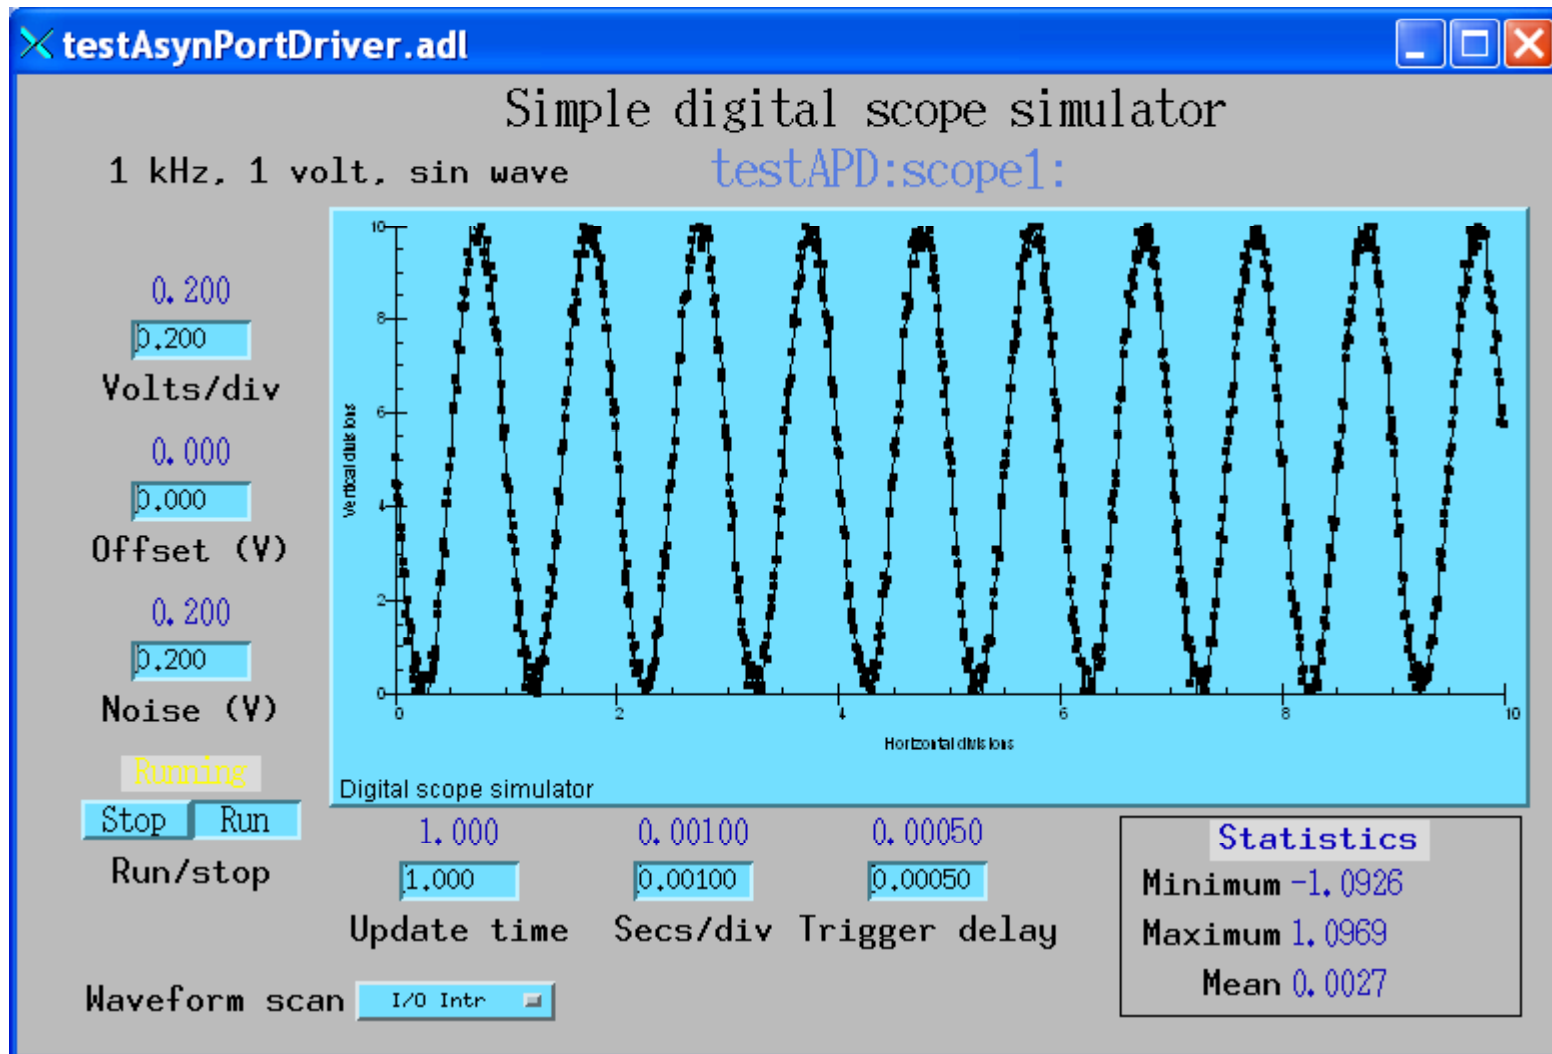 testAsynPortDriver.adl
Simple digital scope simulator
1 kHz, 1 volt, sin wave
testAPD:scope1:
0.200
0.200
Volts/div
0.000
0.000
Offset (V)
0.200
0.200
Noise (V)
Running
Stop Run
Run/stop
10
8
6
4
2
0
Vertical divisions
0 2 4 6 8 10
Horizontal divisions
Digital scope simulator
1.000 0.00100 0.00050
1.000 0.00100 0.00050
Update time Secs/div Trigger delay
Statistics
Minimum -1.0926
Maximum 1.0969
Mean 0.0027
Waveform scan I/O Intr